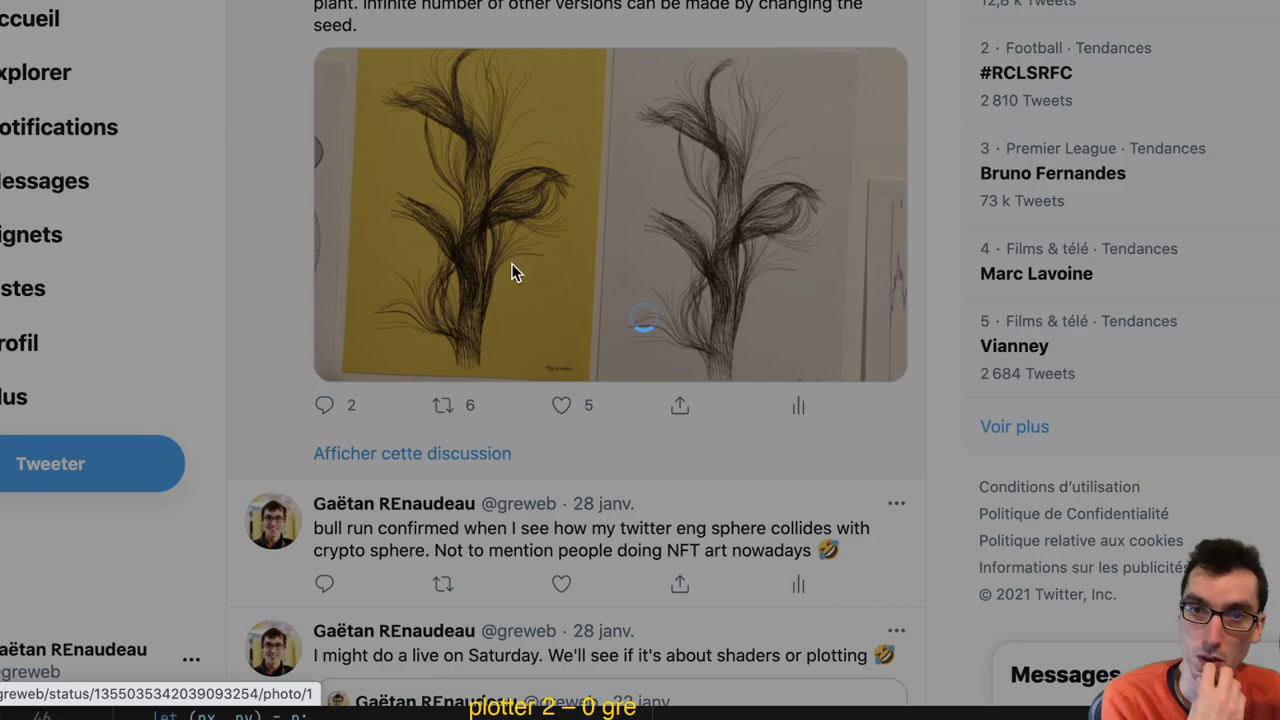 ccueil
xplorer
otifications
essages
ignets
stes
rofil
lus
Tweeter
aëtan REnaudeau
greweb
greweb/status/1355035342039093254/photo/1
plant. Infinite number of other versions can be made by changing the
seed.
2
6
5
Afficher cette discussion
Gaëtan REnaudeau @greweb · 28 janv.
bull run confirmed when I see how my twitter eng sphere collides with
crypto sphere. Not to mention people doing NFT art nowadays 🤣
Gaëtan REnaudeau @greweb · 28 janv.
I might do a live on Saturday. We'll see if it's about shaders or plotting 🤣
plotter 2 – 0 gre
12,8 k Tweets
2 · Football · Tendances
#RCLSRFC
2 810 Tweets
3 · Premier League · Tendances
Bruno Fernandes
73 k Tweets
4 · Films & télé · Tendances
Marc Lavoine
5 · Films & télé · Tendances
Vianney
2 684 Tweets
Voir plus
Conditions d'utilisation
Politique de Confidentialité
Politique relative aux cookies
Informations sur les publicités
© 2021 Twitter, Inc.
Messages